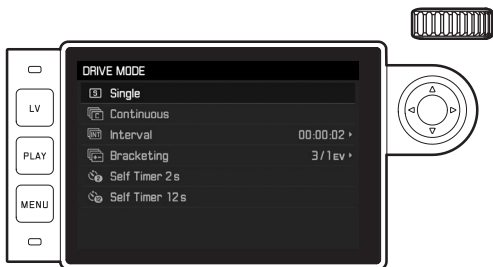 DRIVE MODE
S Single
C Continuous
INT Interval 00:00:02
Bracketing 3/1EV
Self Timer 2s
Self Timer 12s
LV
PLAY
MENU